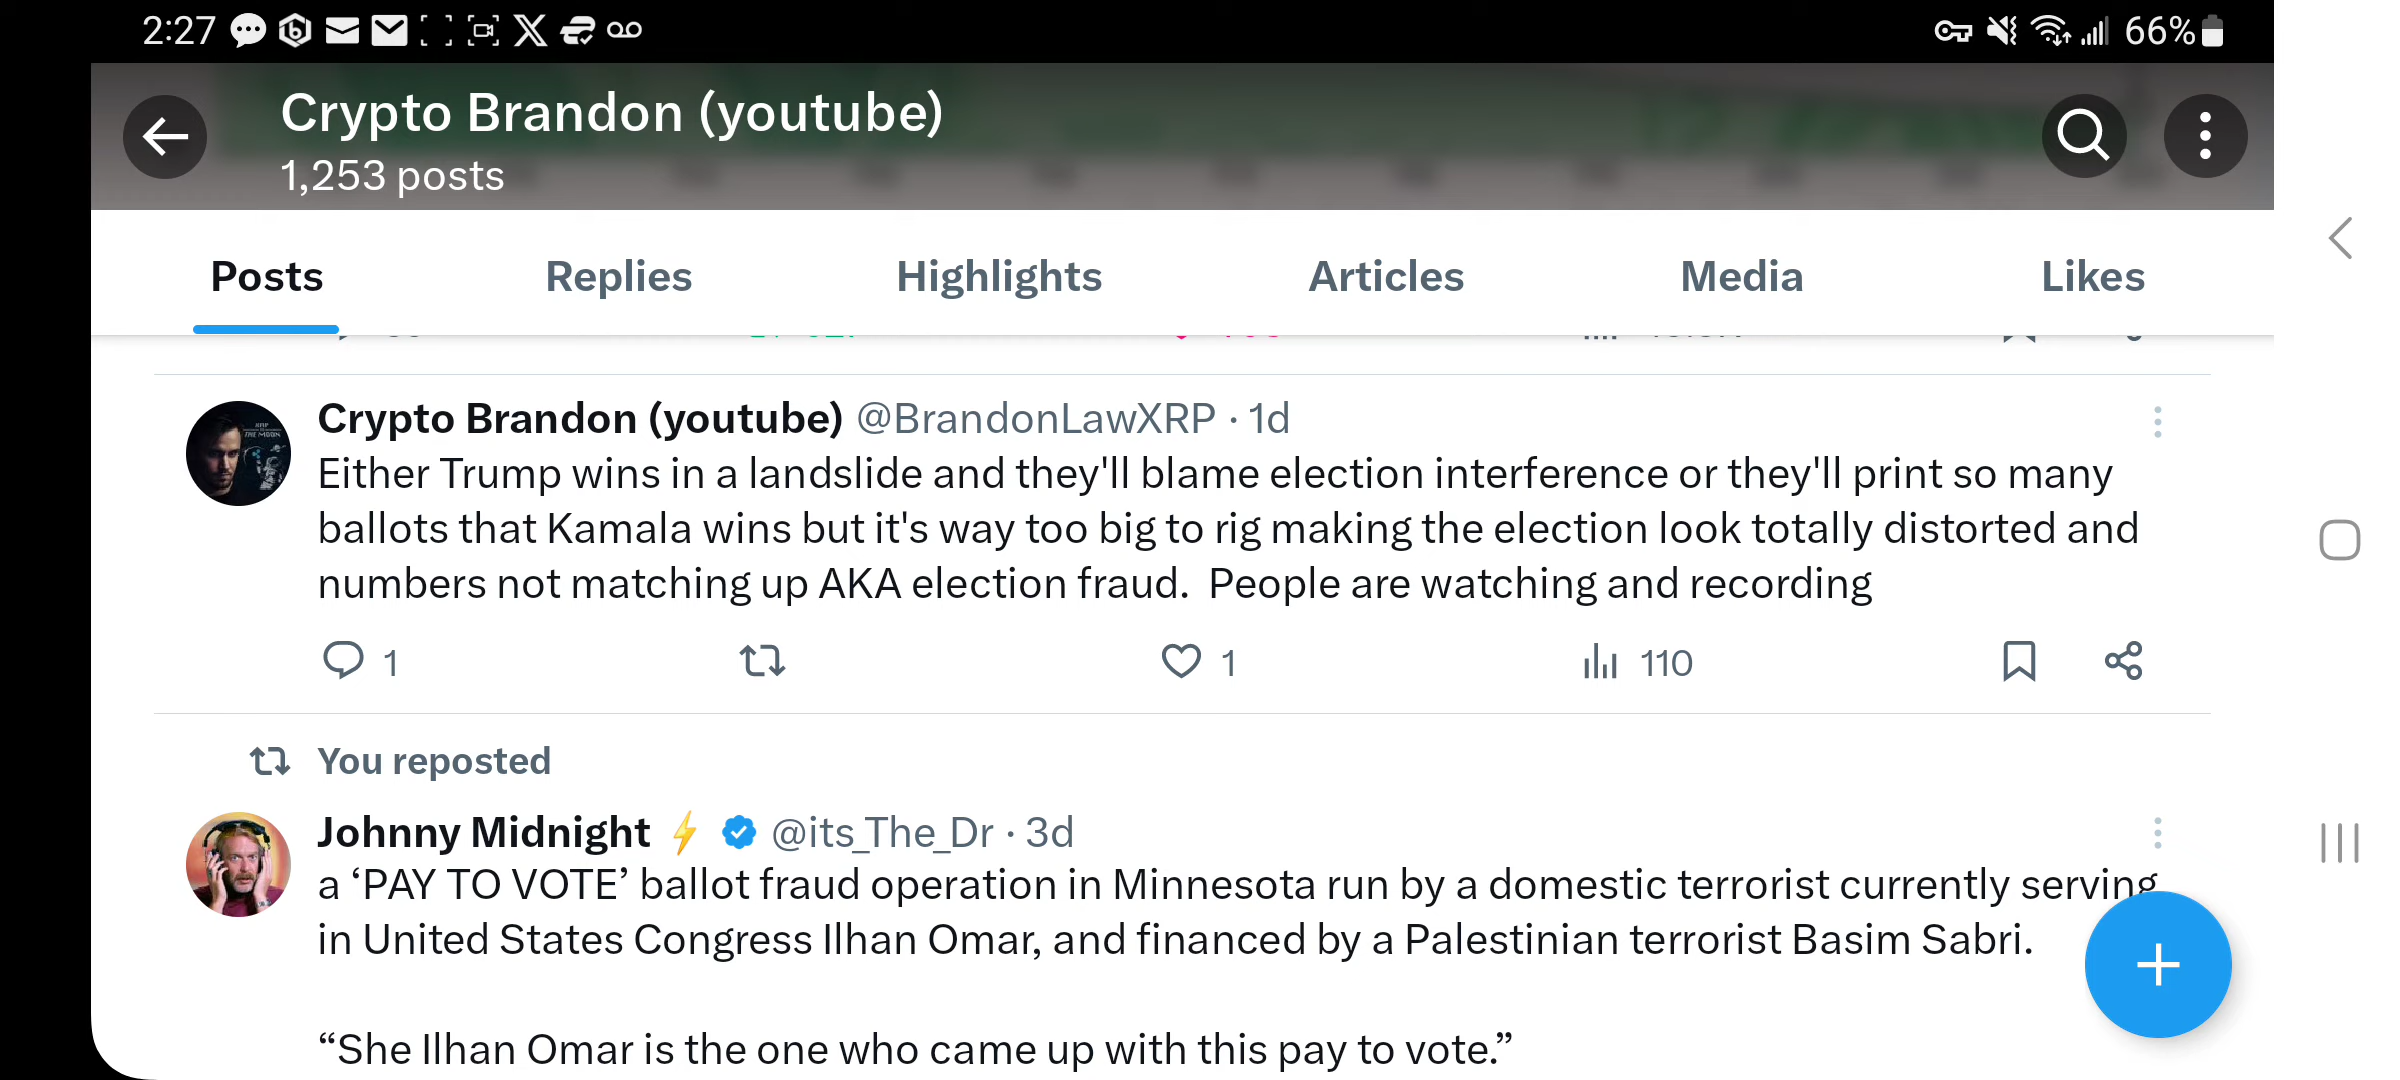 2:27 66%
Crypto Brandon (youtube)
1,253 posts
Posts Replies Highlights Articles Media Likes
Crypto Brandon (youtube) @BrandonLawXRP · 1d
Either Trump wins in a landslide and they'll blame election interference or they'll print so many
ballots that Kamala wins but it's way too big to rig making the election look totally distorted and
numbers not matching up AKA election fraud.  People are watching and recording
1 1 110
You reposted
Johnny Midnight ⚡ @its_The_Dr · 3d
a ‘PAY TO VOTE’ ballot fraud operation in Minnesota run by a domestic terrorist currently serving
in United States Congress Ilhan Omar, and financed by a Palestinian terrorist Basim Sabri.
“She Ilhan Omar is the one who came up with this pay to vote.”